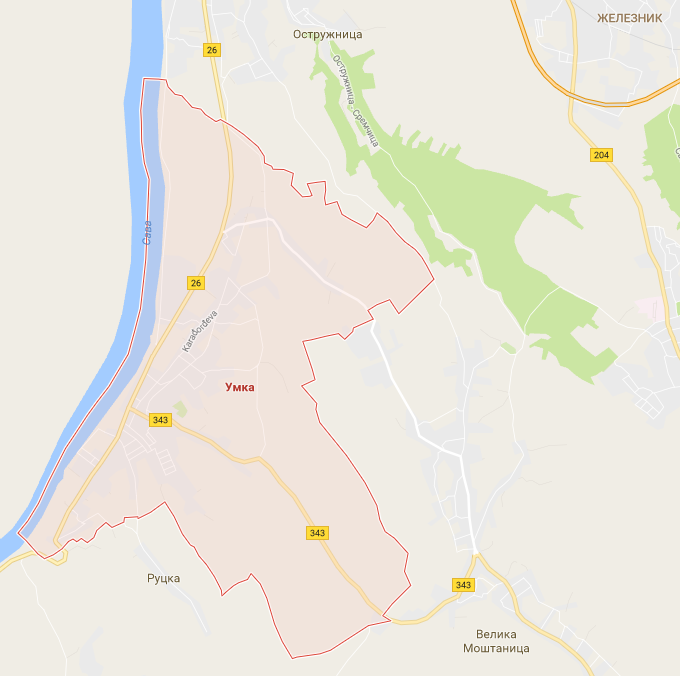 ЖЕЛЕЗНИК
Остружница
26
Остружница - Сремчица
204
Сава
26
Karađorđeva
Умка
343
343
Руцка
343
Велика
Моштаница